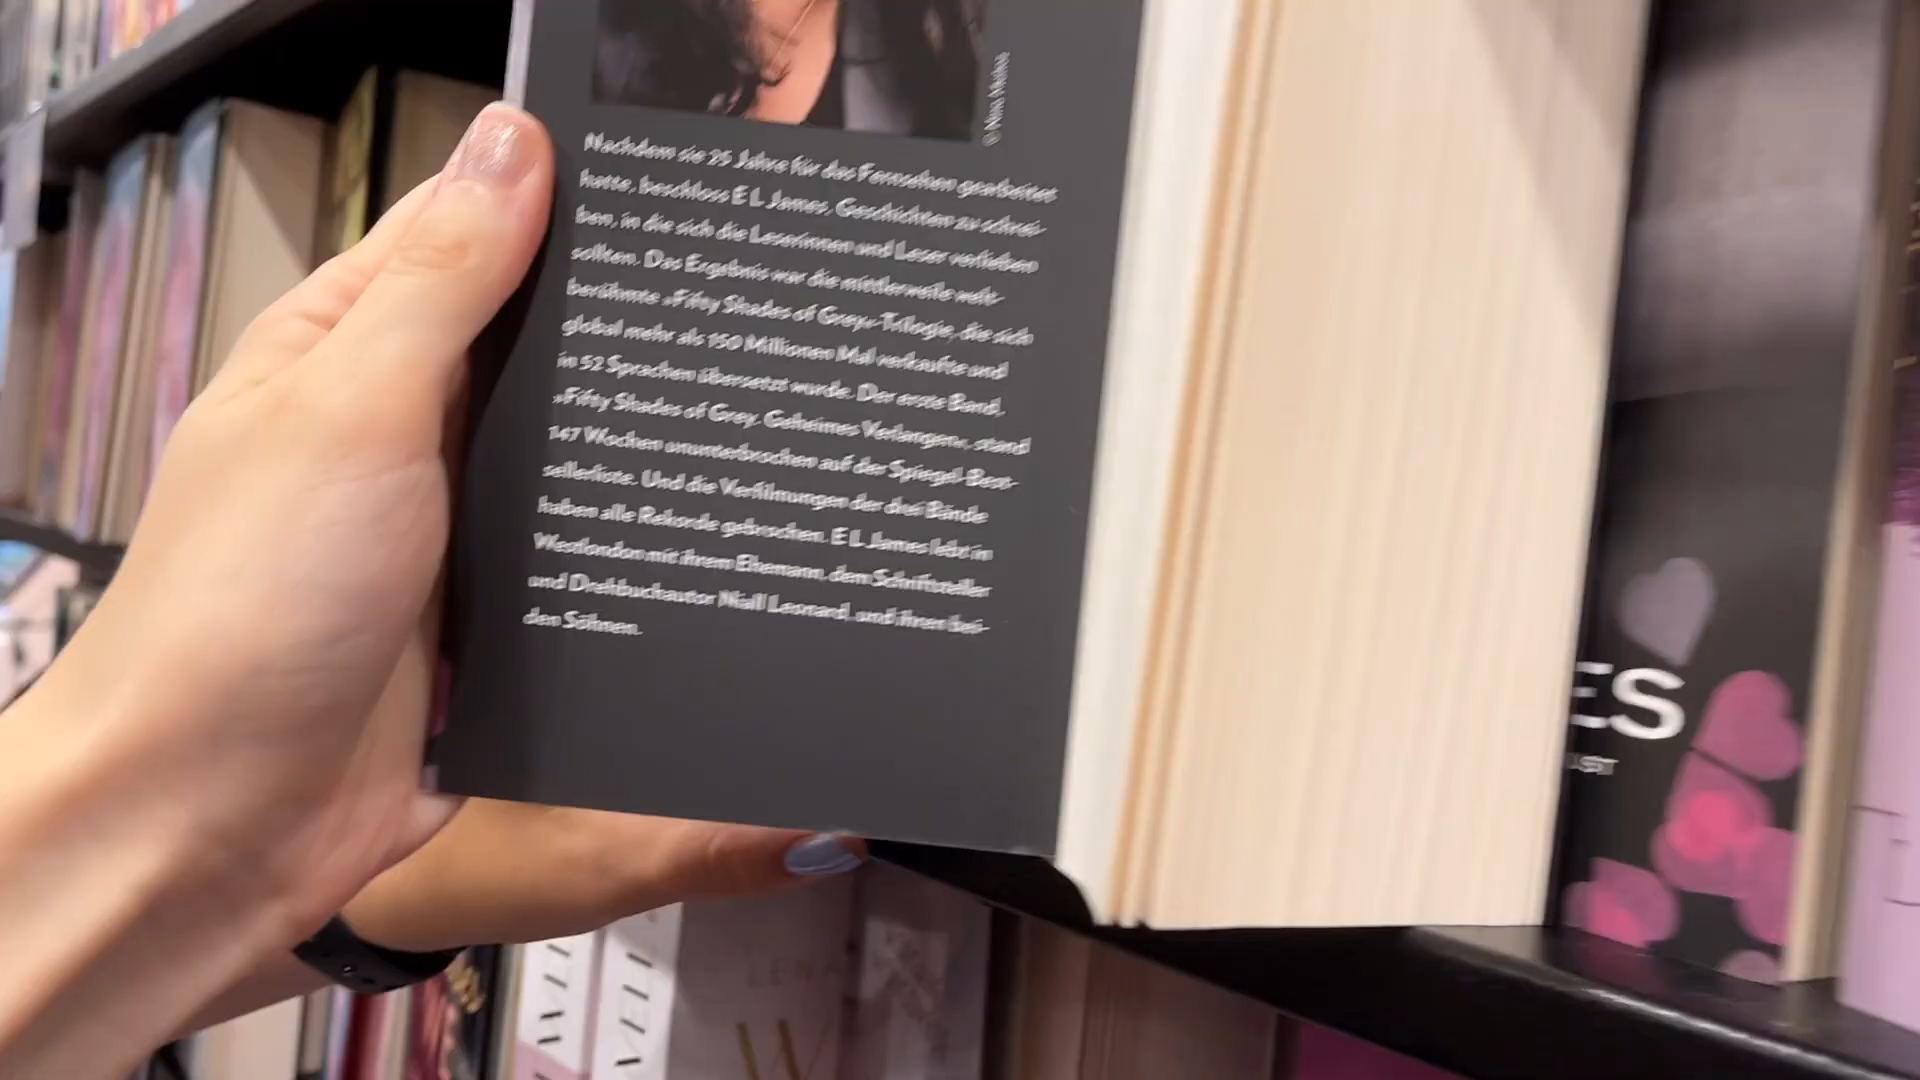 Nachdem sie 25 Jahre für das Fernsehen gearbeitet
hatte, beschloss E L James, Geschichten zu schrei-
ben, in die sich die Leserinnen und Leser verlieben
sollten. Das Ergebnis war die mittlerweile welt-
berühmte »Fifty Shades of Grey«-Trilogie, die sich
global mehr als 150 Millionen Mal verkaufte und
in 52 Sprachen übersetzt wurde. Der erste Band,
»Fifty Shades of Grey. Geheimes Verlangen«, stand
147 Wochen ununterbrochen auf der Spiegel-Best-
sellerliste. Und die Verfilmungen der drei Bände
haben alle Rekorde gebrochen. E L James lebt in
Westlondon mit ihrem Ehemann, dem Schriftsteller
und Drehbuchautor Niall Leonard, und ihren bei-
den Söhnen.
ES